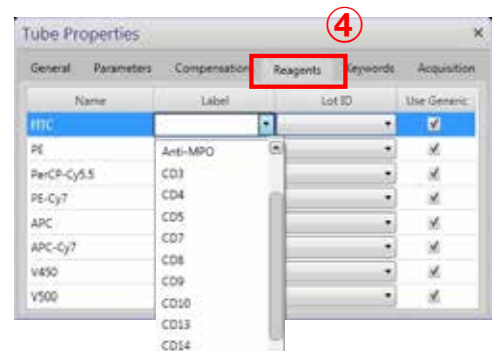 ④
Tube Properties ×
General Parameters Compensation Reagents Keywords Acquisition
Name Label Lot ID Use Generic
FITC
PE
PerCP-Cy5.5
PE-Cy7
APC
APC-Cy7
V450
V500
Anti-MPO
CD3
CD4
CD5
CD7
CD8
CD9
CD10
CD13
CD14